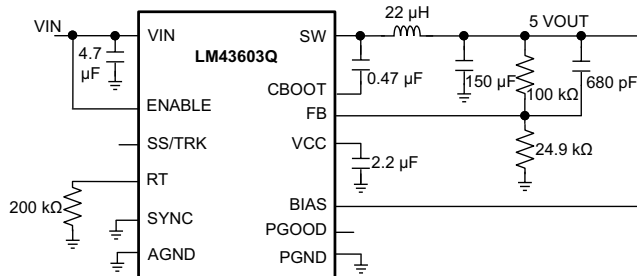 VIN
4.7
µF
VIN
LM43603Q
SW
22 µH
5 VOUT
0.47 µF
150 µF
100 kΩ
680 pF
ENABLE
CBOOT
FB
SS/TRK
VCC
2.2 µF
24.9 kΩ
RT
200 kΩ
BIAS
SYNC
PGOOD
AGND
PGND